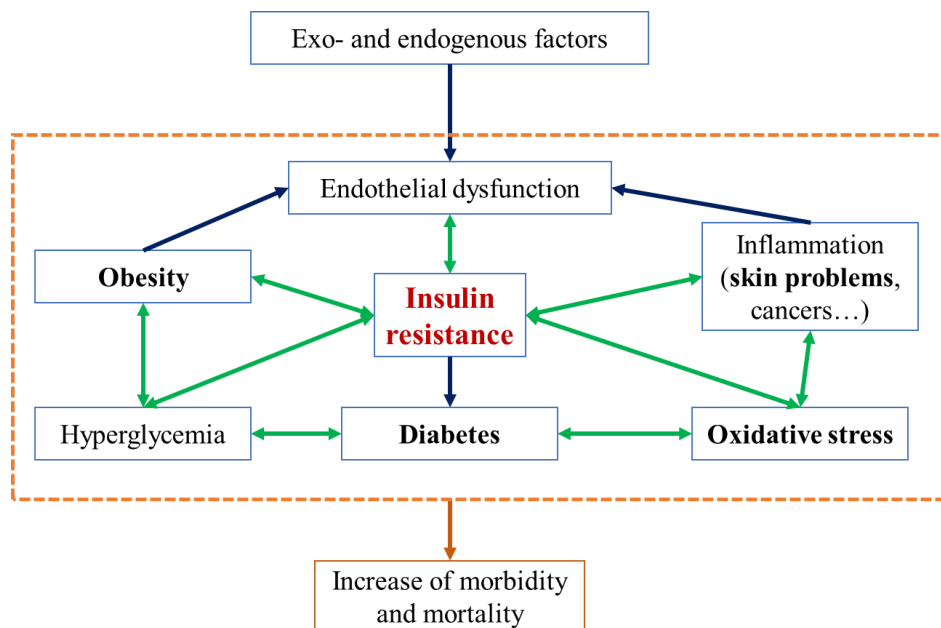 Exo- and endogenous factors
Endothelial dysfunction
Obesity
Insulin
resistance
Inflammation
(skin problems,
cancers…)
Hyperglycemia
Diabetes
Oxidative stress
Increase of morbidity
and mortality